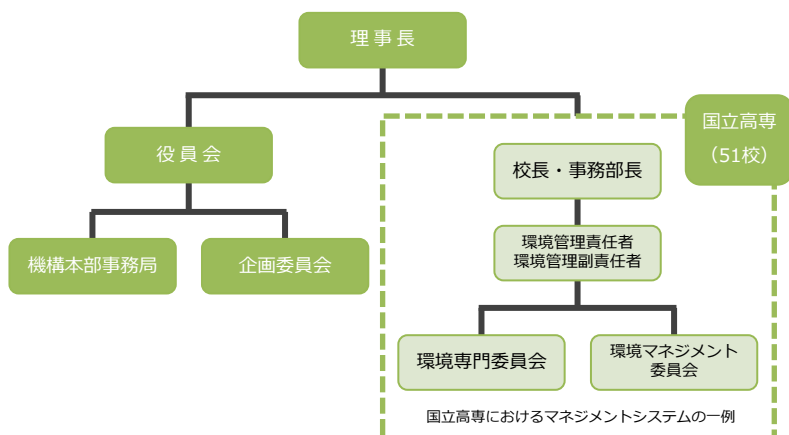 理事長
国立高専
（51校）
役員会
校長・事務部長
機構本部事務局
企画委員会
環境管理責任者
環境管理副責任者
環境専門委員会
環境マネジメント
委員会
国立高専におけるマネジメントシステムの一例